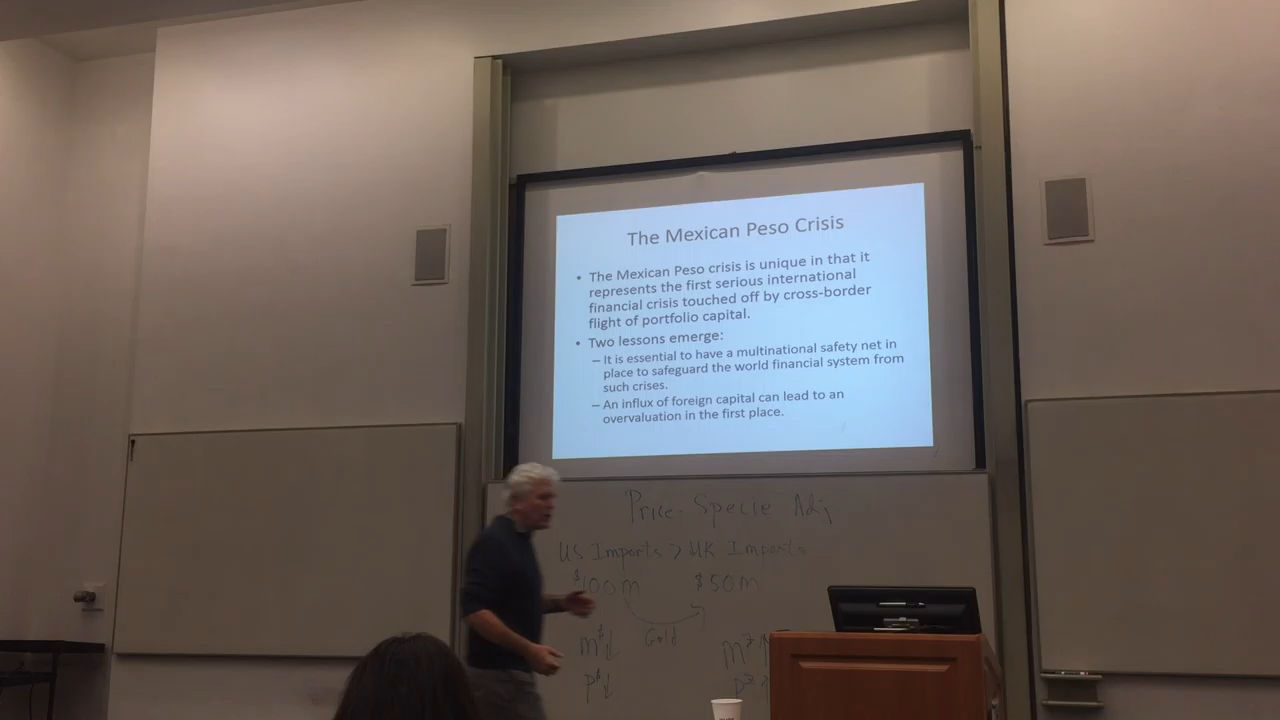 The Mexican Peso Crisis
• The Mexican Peso crisis is unique in that it
represents the first serious international
financial crisis touched off by cross-border
flight of portfolio capital.
• Two lessons emerge:
– It is essential to have a multinational safety net in
place to safeguard the world financial system from
such crises.
– An influx of foreign capital can lead to an
overvaluation in the first place.
Price-Specie Adj
US Imports > UK Imports
$100m $50m
Gold
m$↓
P$↓